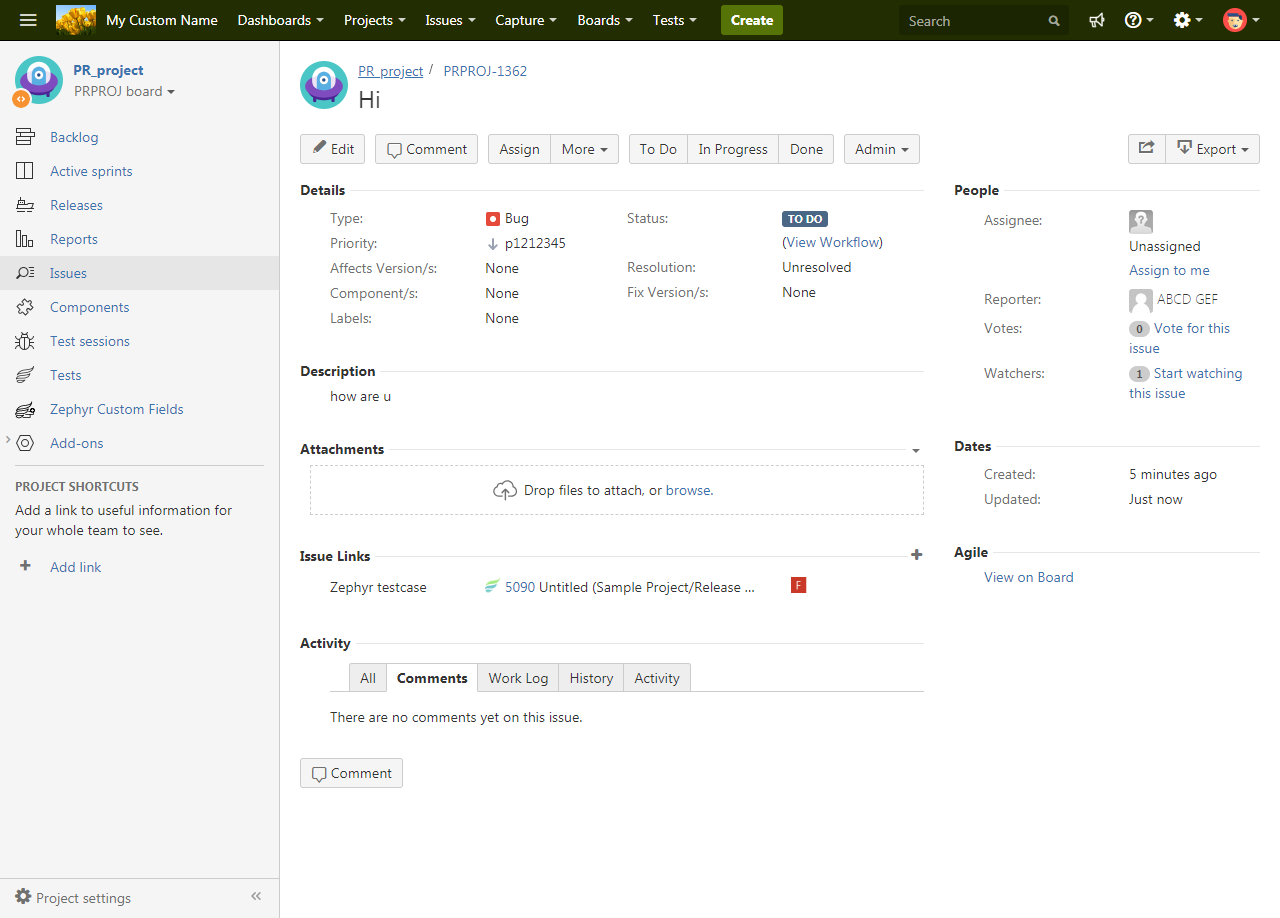 My Custom Name Dashboards Projects Issues Capture Boards Tests Create Search
PR_project
PRPROJ board
Backlog
Active sprints
Releases
Reports
Issues
Components
Test sessions
Tests
Zephyr Custom Fields
Add-ons
PROJECT SHORTCUTS
Add a link to useful information for
your whole team to see.
Add link
Project settings
PR_project / PRPROJ-1362
Hi
Edit Comment Assign More To Do In Progress Done Admin Export
Details
Type: Bug Status: TO DO
Priority: p1212345 (View Workflow)
Affects Version/s: None Resolution: Unresolved
Component/s: None Fix Version/s: None
Labels: None
Description
how are u
Attachments
Drop files to attach, or browse.
Issue Links
Zephyr testcase 5090 Untitled (Sample Project/Release ... F
Activity
All Comments Work Log History Activity
There are no comments yet on this issue.
Comment
People
Assignee:
Unassigned
Assign to me
Reporter: ABCD GEF
Votes: 0 Vote for this
issue
Watchers: 1 Start watching
this issue
Dates
Created: 5 minutes ago
Updated: Just now
Agile
View on Board